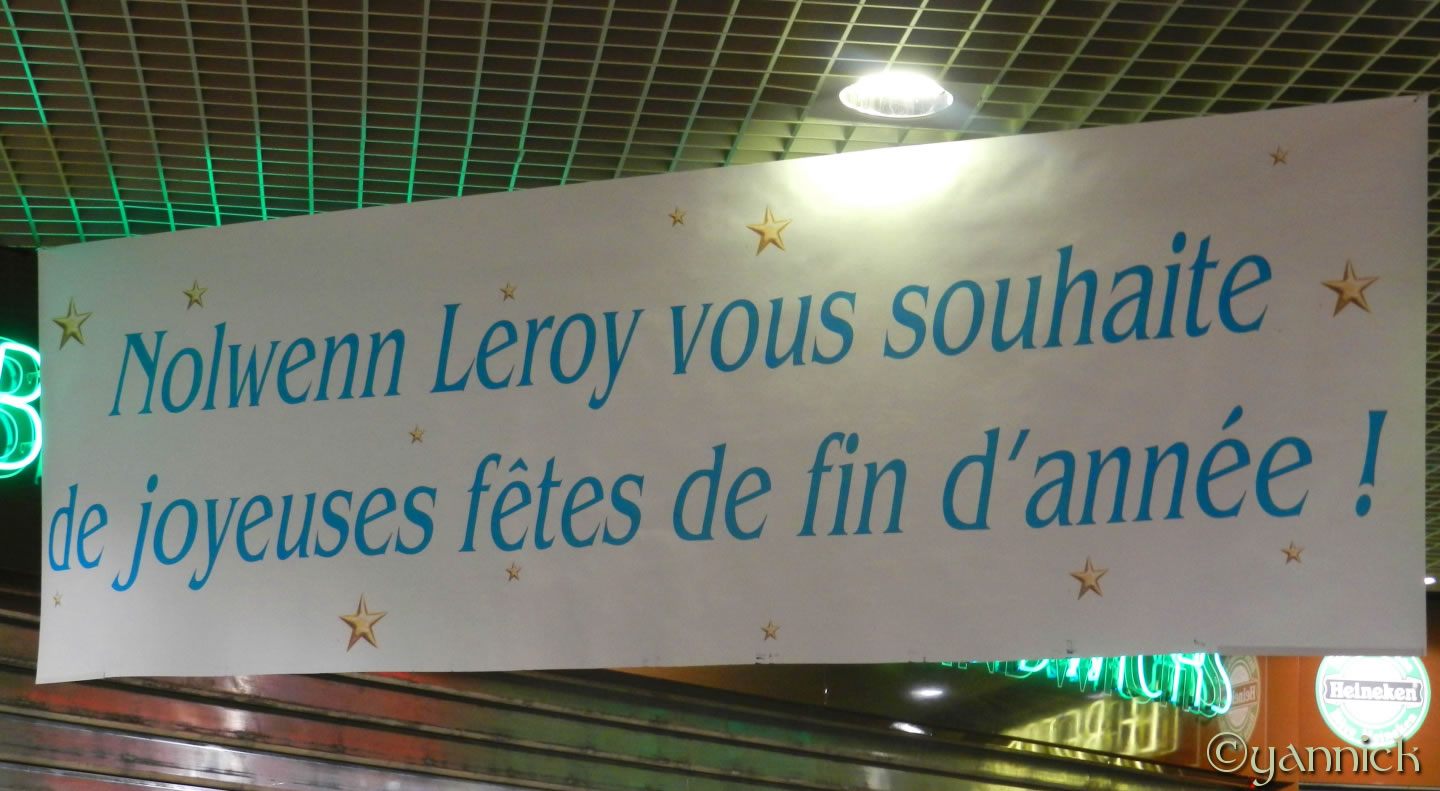 Nolwenn Leroy vous souhaite
de joyeuses fêtes de fin d'année !
B
Heineken
©yannick